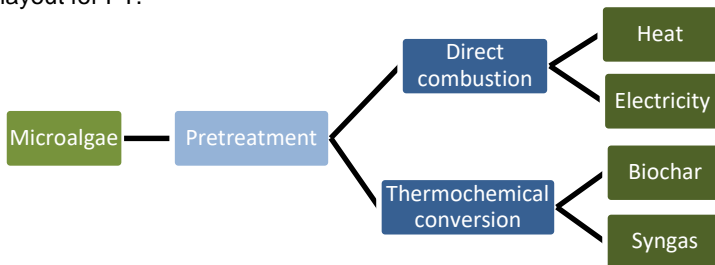 Microalgae
Pretreatment
Direct
combustion
Heat
Electricity
Thermochemical
conversion
Biochar
Syngas